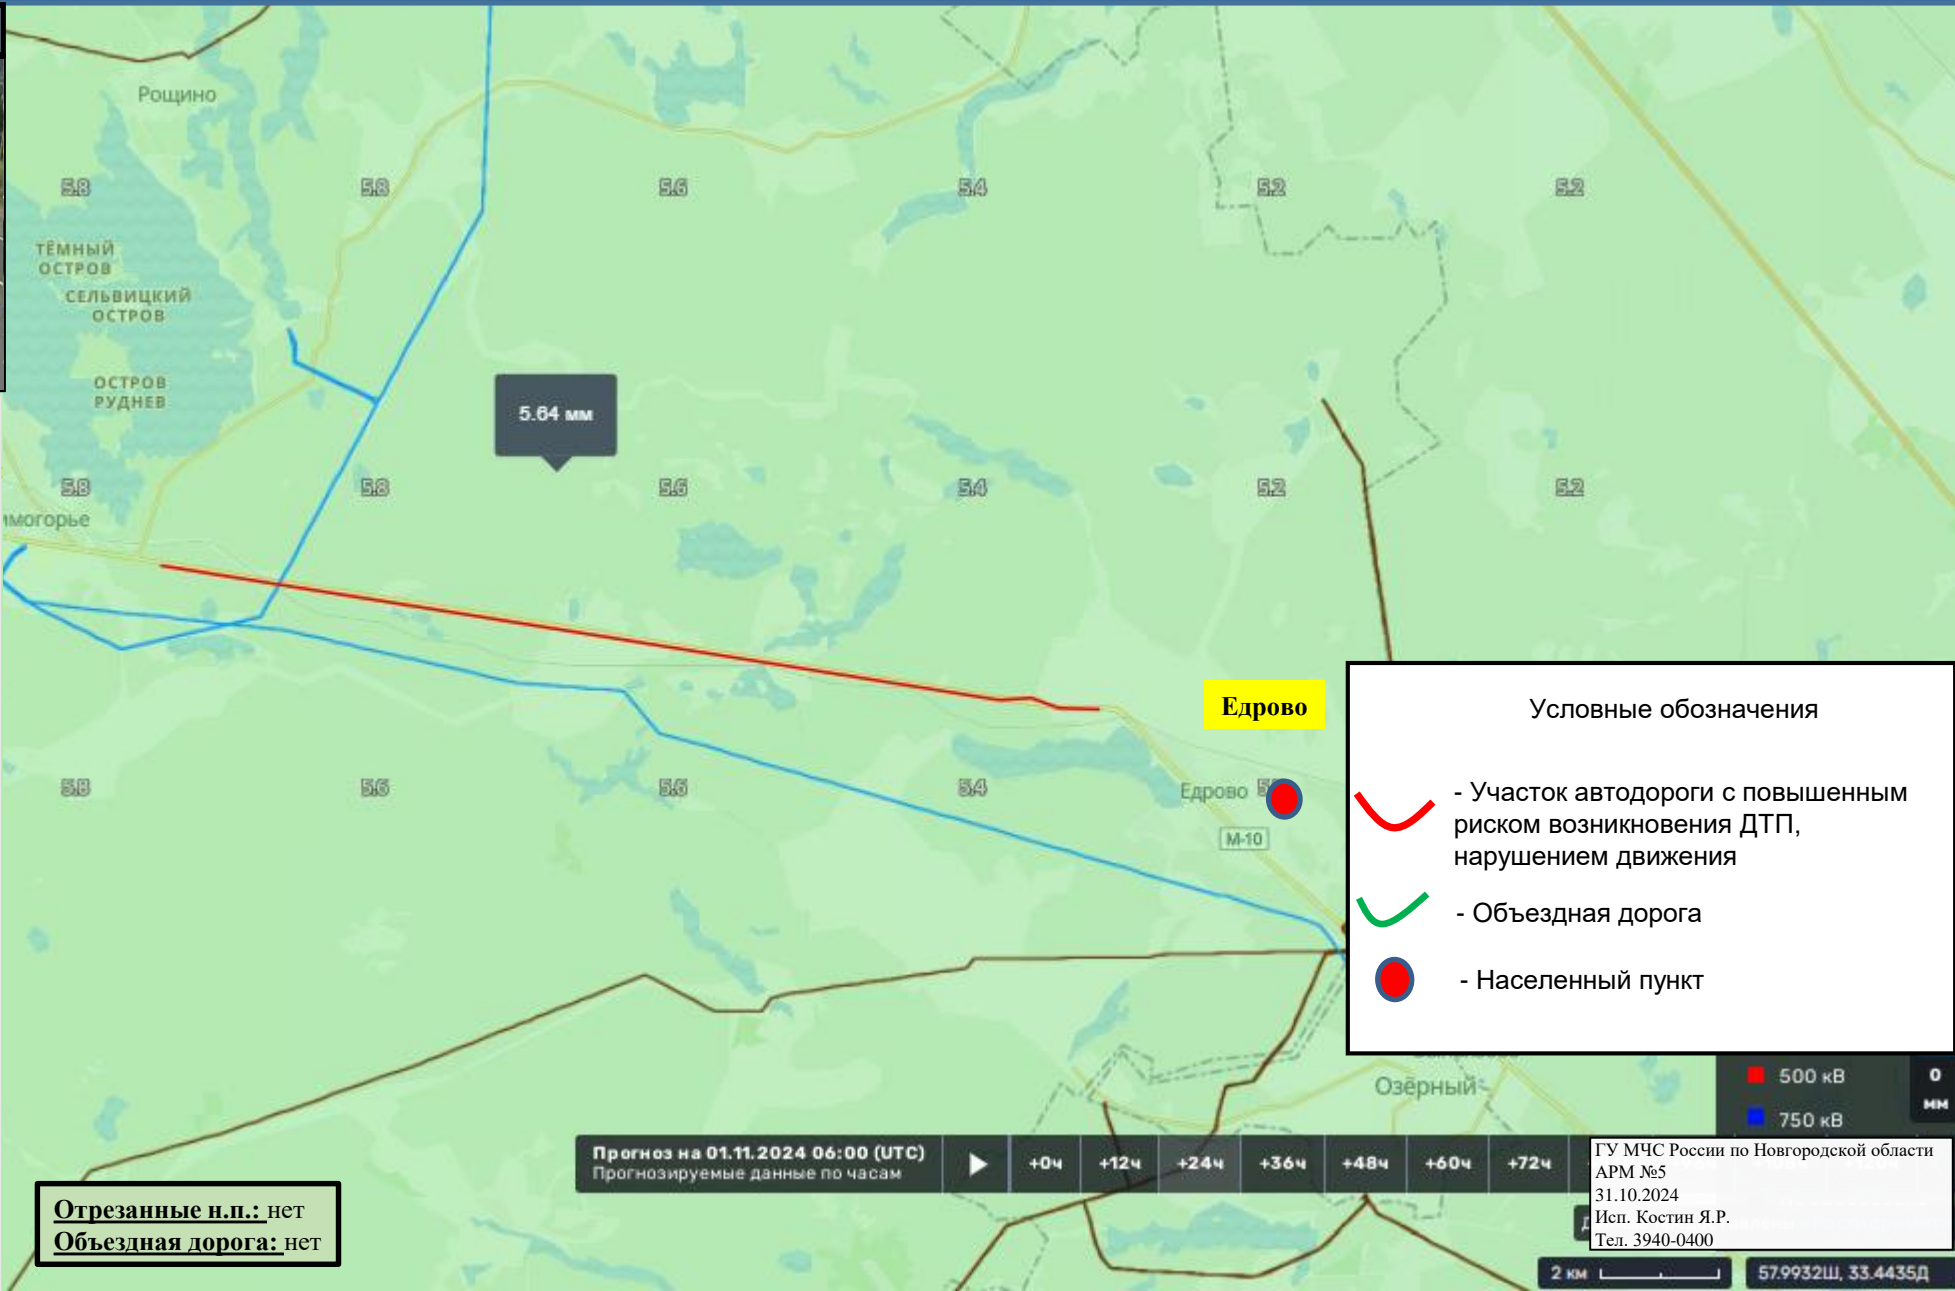 Рощино
5.8
5.8
5.6
5.4
5.2
5.2
ТЁМНЫЙ
ОСТРОВ
СЕЛЬВИЦКИЙ
ОСТРОВ
ОСТРОВ
РУДНЕВ
5.64 мм
5.8
5.8
5.6
5.4
5.2
5.2
имогорье
Едрово
Условные обозначения
5.8
5.6
5.6
5.4
Едрово
М-10
- Участок автодороги с повышенным
риском возникновения ДТП,
нарушением движения
- Объездная дорога
- Населенный пункт
Озёрный
500 кВ
750 кВ
0
мм
Прогноз на 01.11.2024 06:00 (UTC)
Прогнозируемые данные по часам
+0ч
+12ч
+24ч
+36ч
+48ч
+60ч
+72ч
ГУ МЧС России по Новгородской области
АРМ №5
31.10.2024
Исп. Костин Я.Р.
Тел. 3940-0400
Отрезанные н.п.: нет
Объездная дорога: нет
2 км
57.9932Ш, 33.4435Д